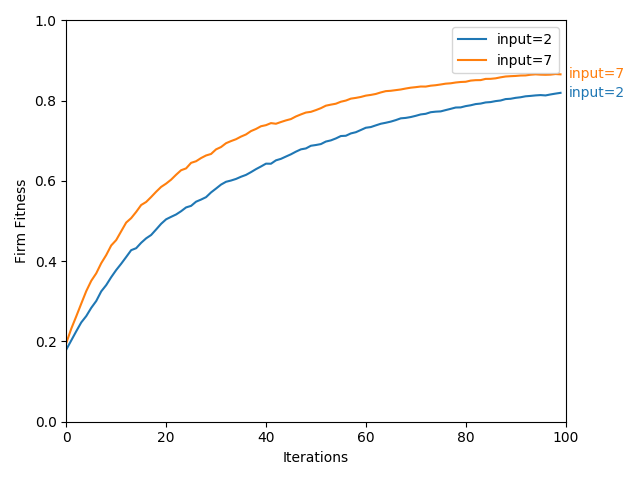 1.0
0.8
0.6
0.4
0.2
0.0
Firm Fitness
input=2
input=7
input=7
input=2
0 20 40 60 80 100
Iterations